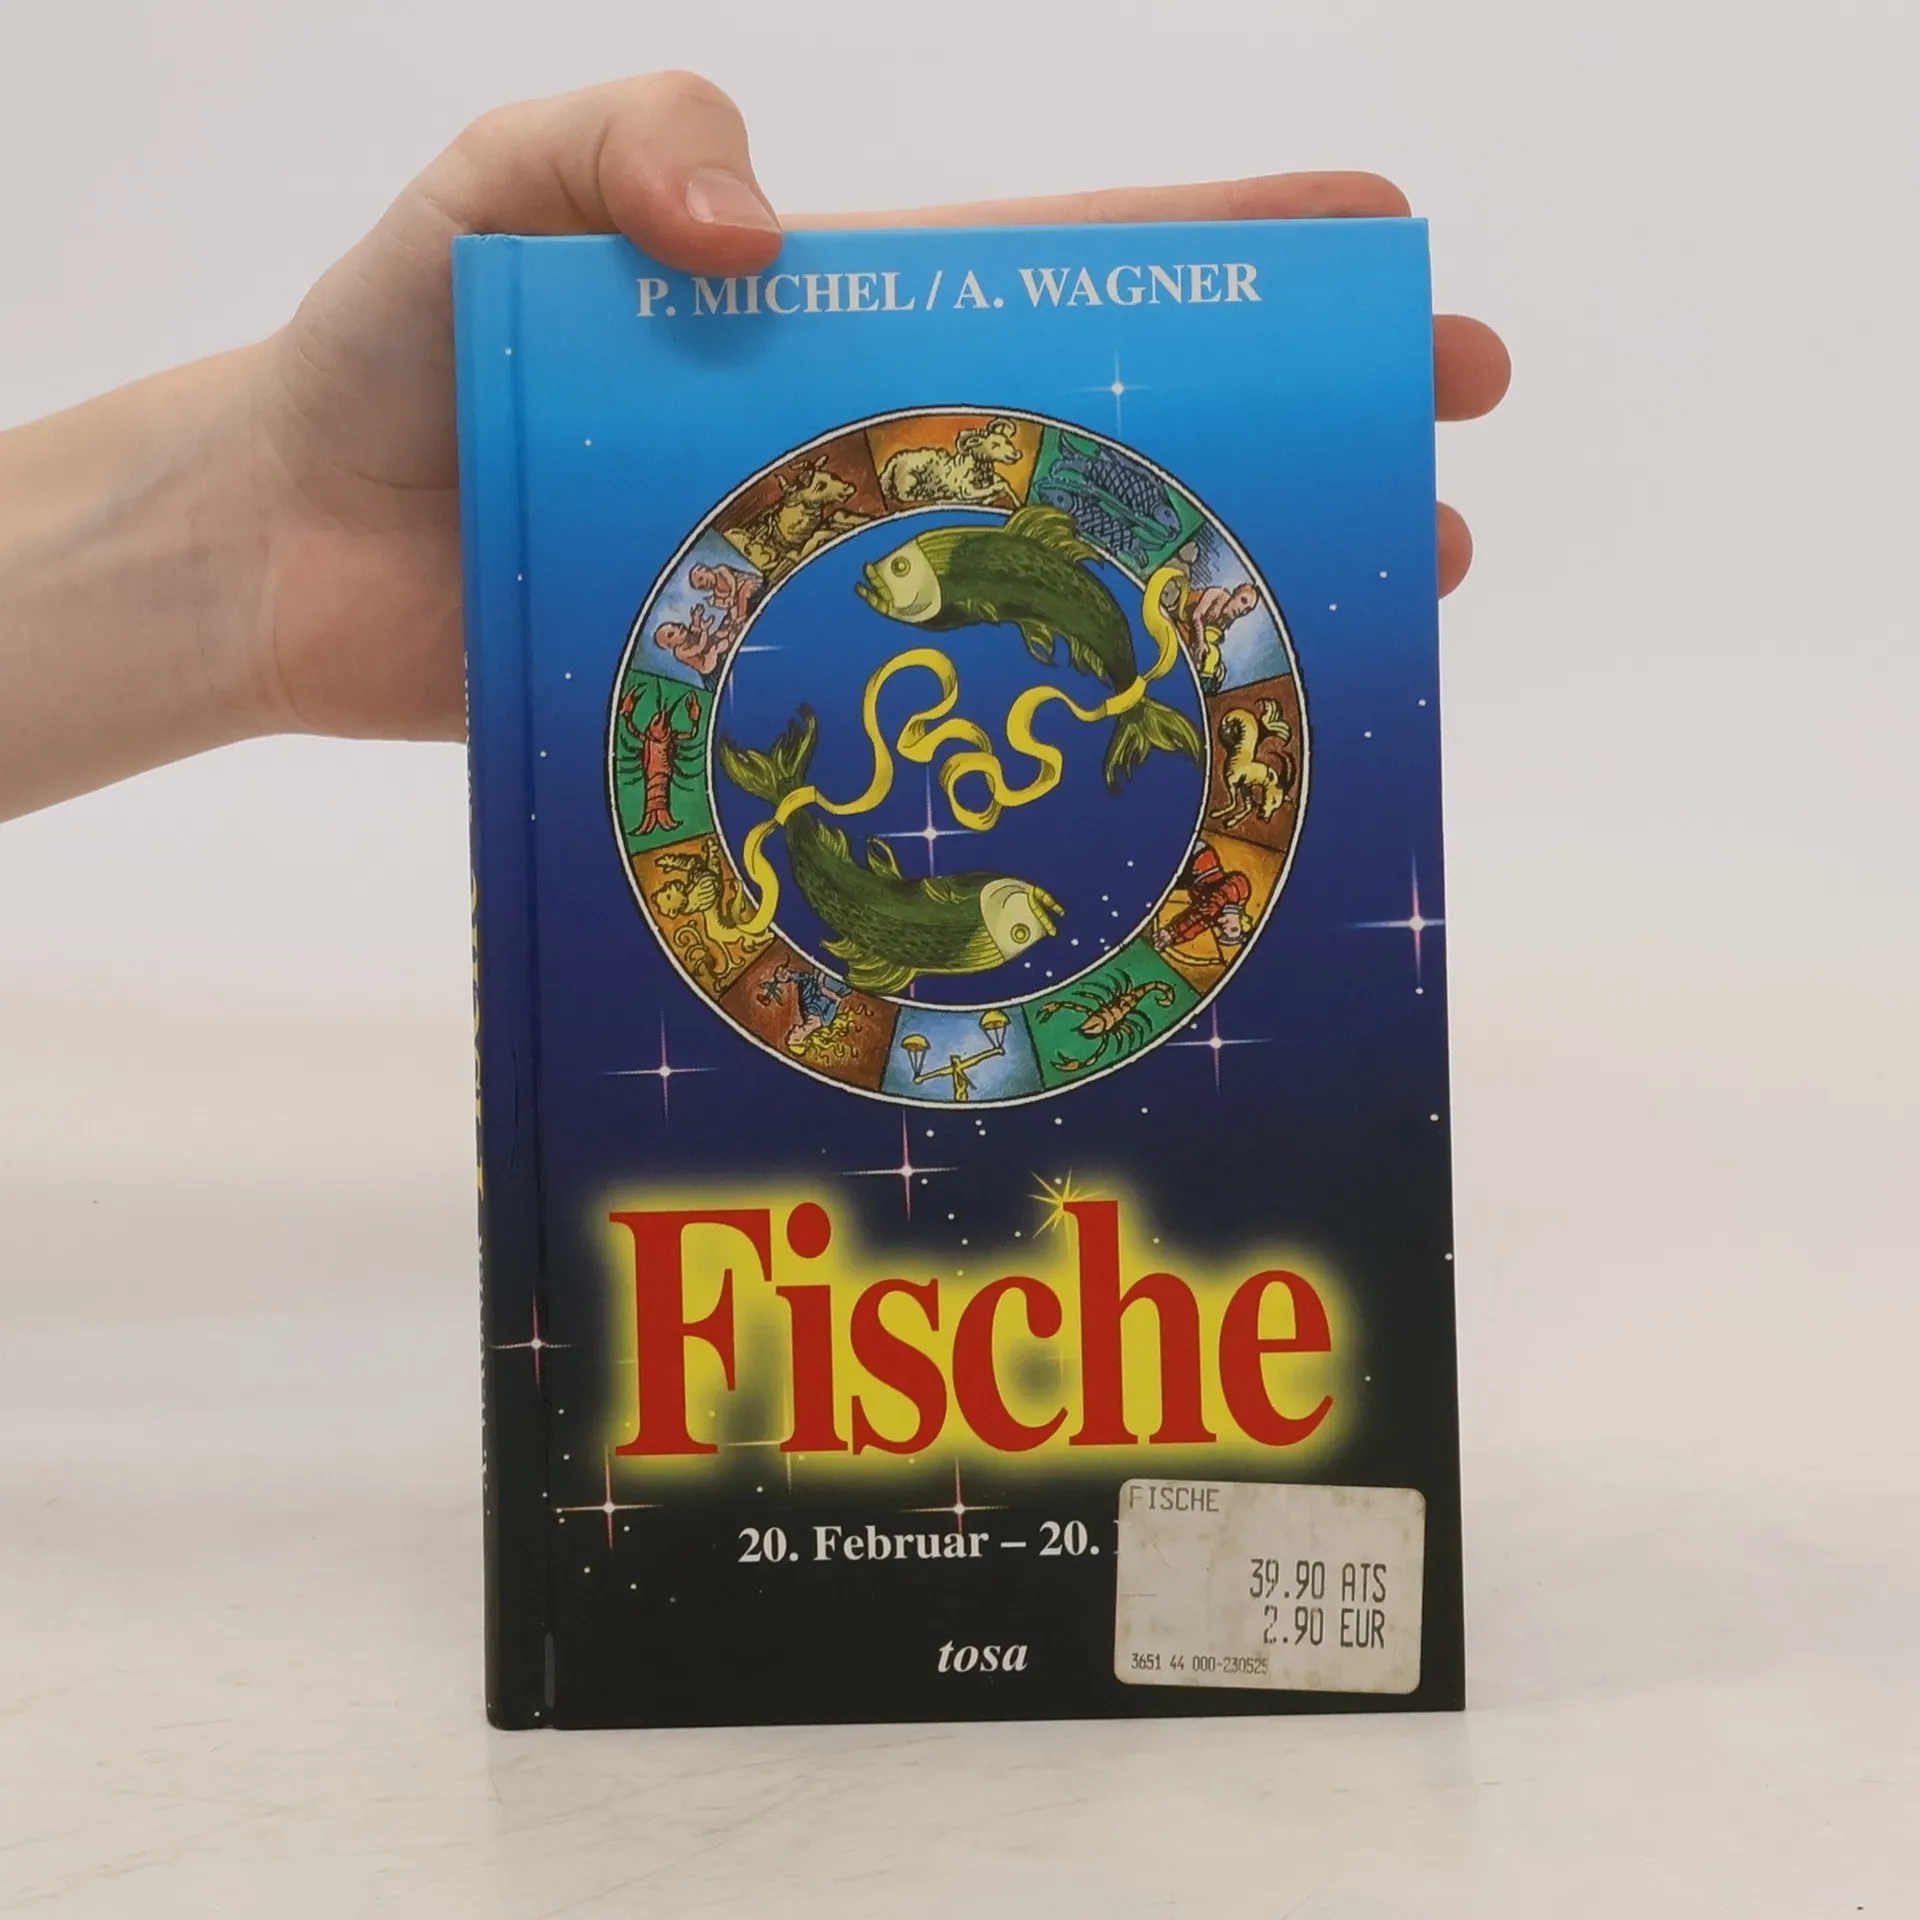 P. MICHEL / A. WAGNER
Fische
20. Februar – 20.
FISCHE
39.90 ATS
2.90 EUR
3651 44 000-230525
tosa